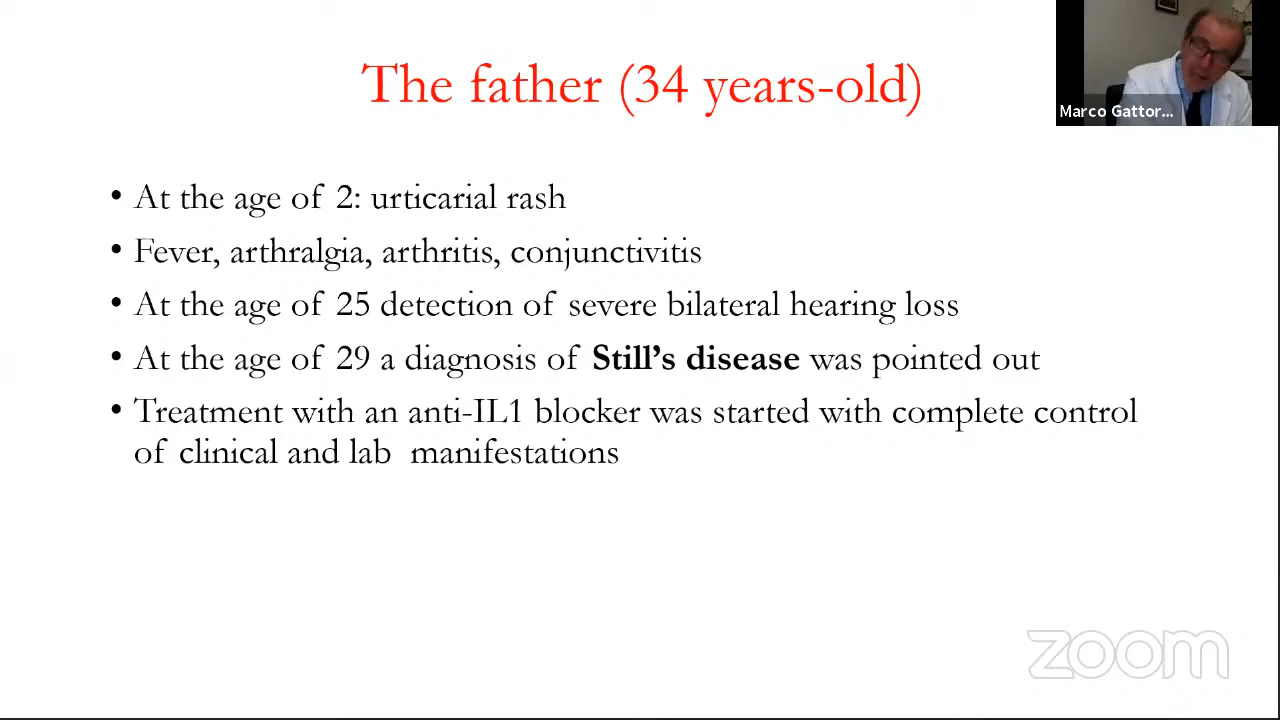 The father (34 years-old)
Marco Gattor...
• At the age of 2: urticarial rash
• Fever, arthralgia, arthritis, conjunctivitis
• At the age of 25 detection of severe bilateral hearing loss
• At the age of 29 a diagnosis of Still’s disease was pointed out
• Treatment with an anti-IL1 blocker was started with complete control
of clinical and lab manifestations
zoom